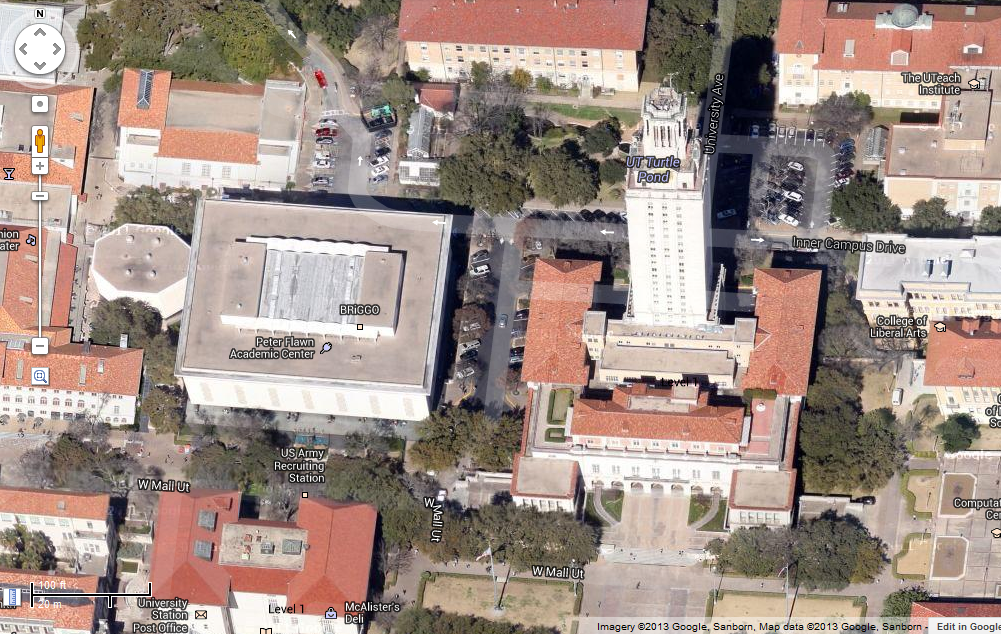 N
University Ave
The UTeach
Institute
UT Turtle
Pond
Inner Campus Drive
BRiGGO
Peter Flawn
Academic Center
College of
Liberal Arts
Level 1
US Army
Recruiting
Station
W Mall Ut
W Mall Ut
W Mall Ut
100 ft
20 m
University
Station
Post Office
Level 1
McAlister's
Deli
Imagery ©2013 Google, Sanborn, Map data ©2013 Google, Sanborn -
Edit in Google